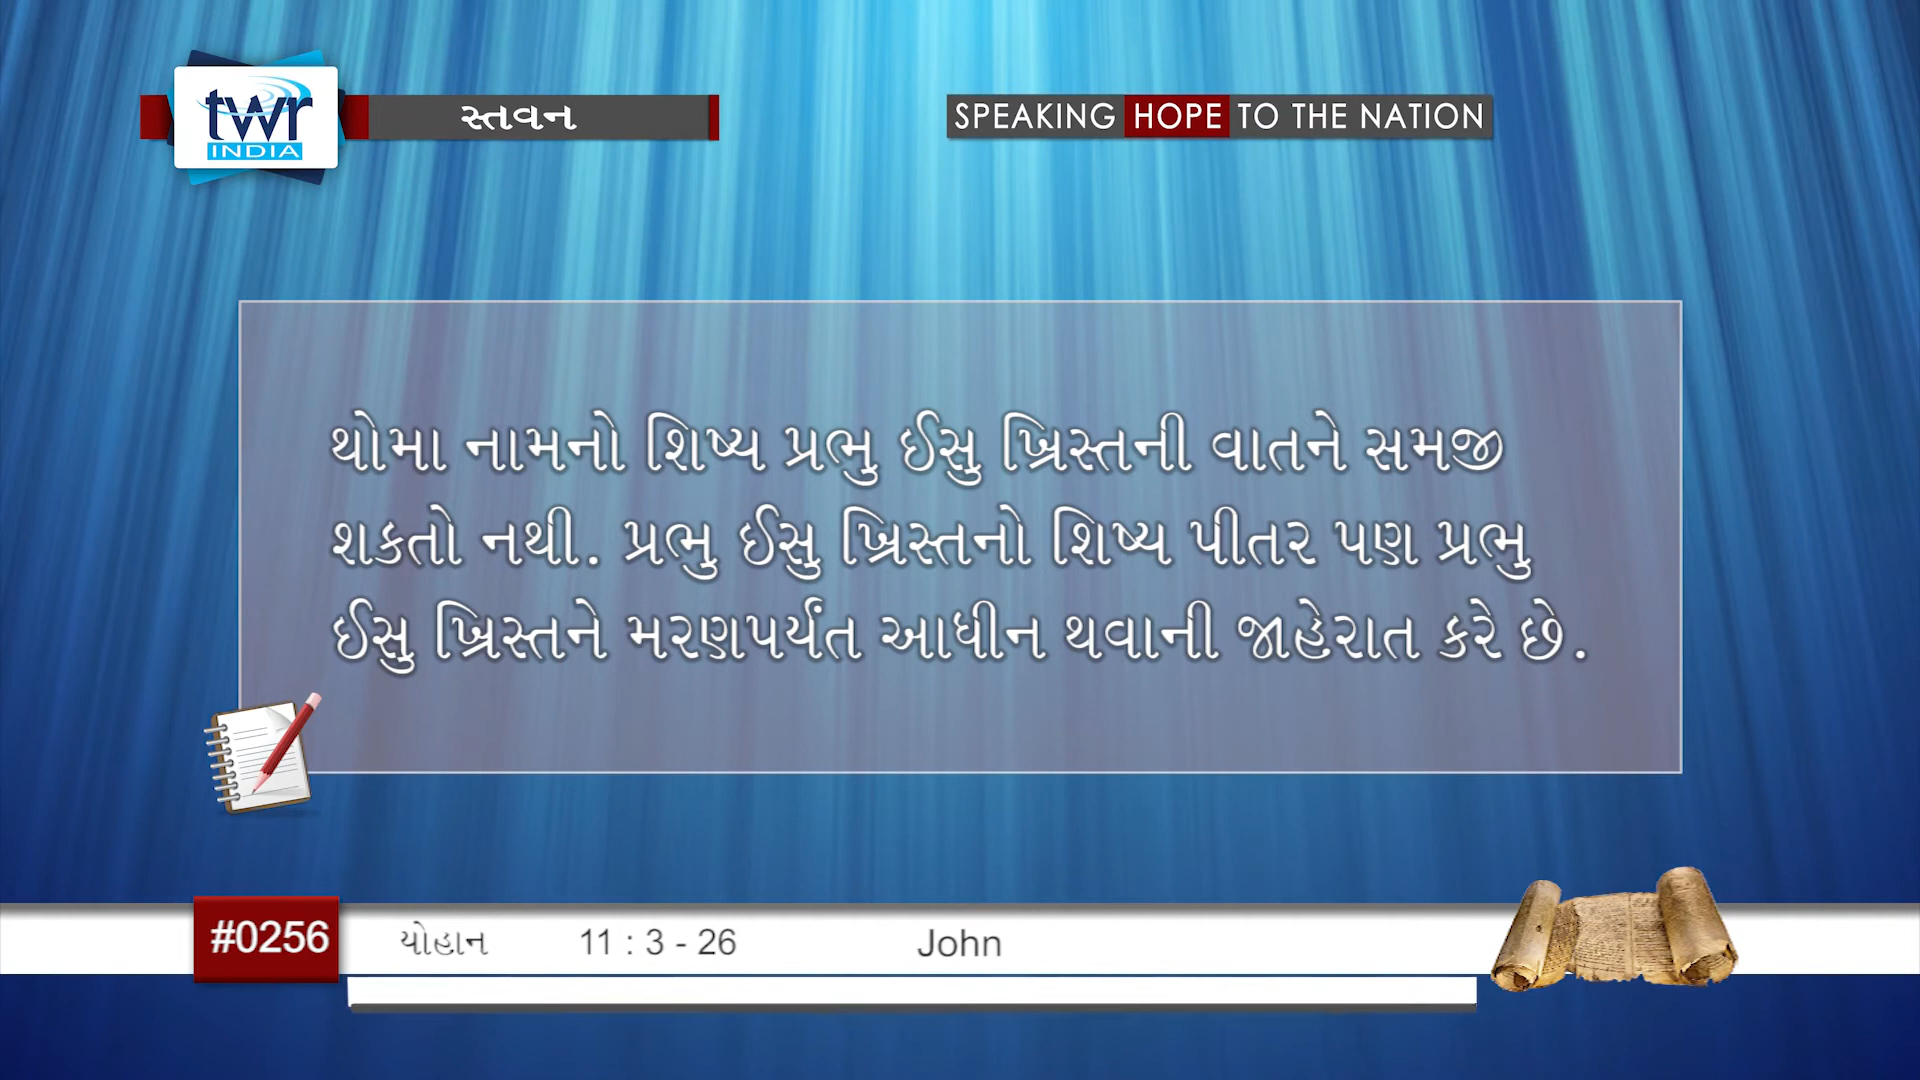 twr
INDIA
સ્તવન
SPEAKING HOPE TO THE NATION
થોમા નામનો શિષ્ય પ્રભુ ઈસુ ખ્રિસ્તની વાતને સમજી
શકતો નથી. પ્રભુ ઈસુ ખ્રિસ્તનો શિષ્ય પીતર પણ પ્રભુ
ઈસુ ખ્રિસ્તને મરણપર્યંત આધીન થવાની જાહેરાત કરે છે.
#0256 યોહાન 11 : 3 - 26 John